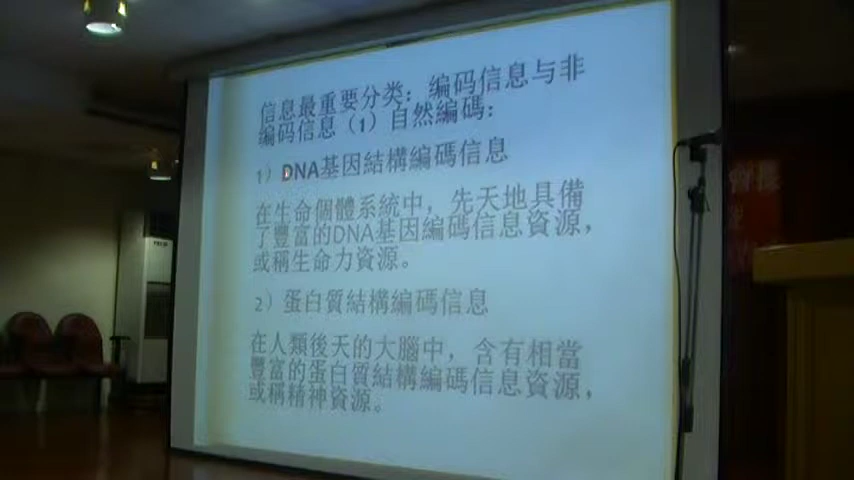 信息最重要分类：编码信息与非
编码信息（1）自然编碼：
1）DNA基因結構編碼信息
在生命個體系統中，先天地具備
了豐富的DNA基因編碼信息資源，
或稱生命力資源。
2）蛋白質結構編碼信息
在人類後天的大腦中，含有相當
豐富的蛋白質結構編碼信息資源，
或稱精神資源。